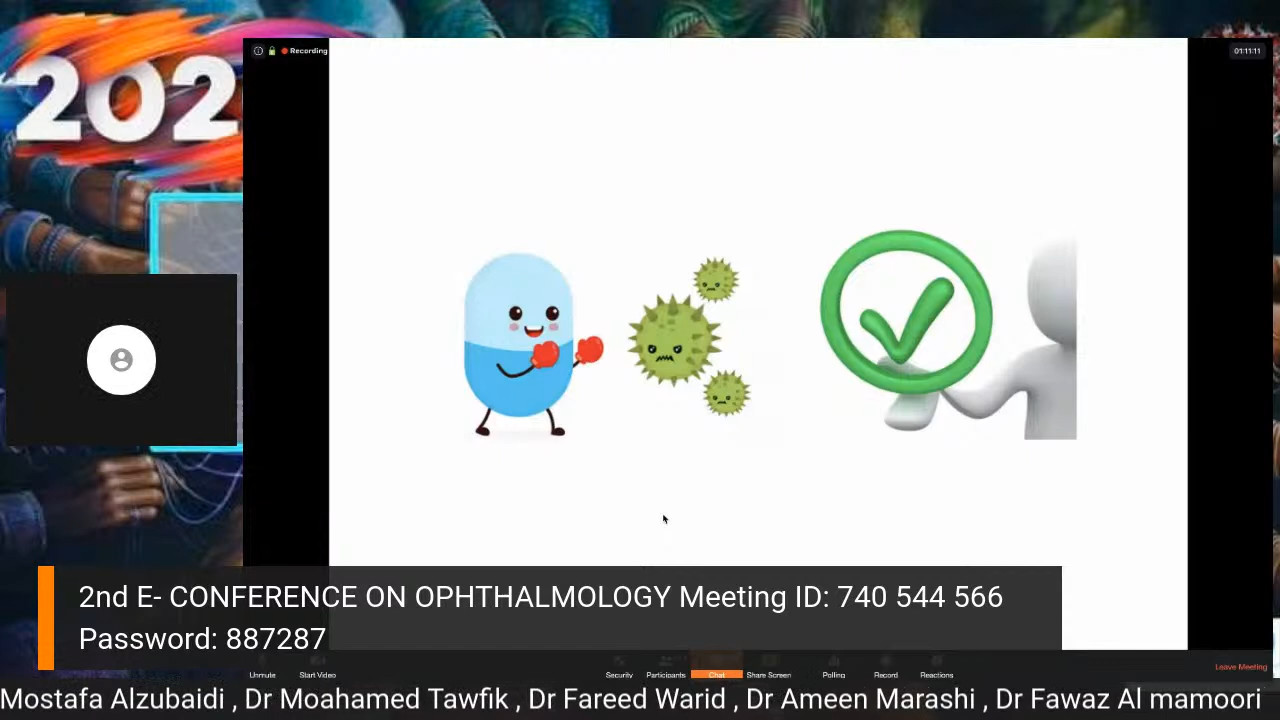 202
Recording
01:11:11
2nd E- CONFERENCE ON OPHTHALMOLOGY Meeting ID: 740 544 566
Password: 887287
Unmute Start Video Security Participants Chat Share Screen Polling Record Reactions
Leave Meeting
Mostafa Alzubaidi , Dr Moahamed Tawfik , Dr Fareed Warid , Dr Ameen Marashi , Dr Fawaz Al mamoori